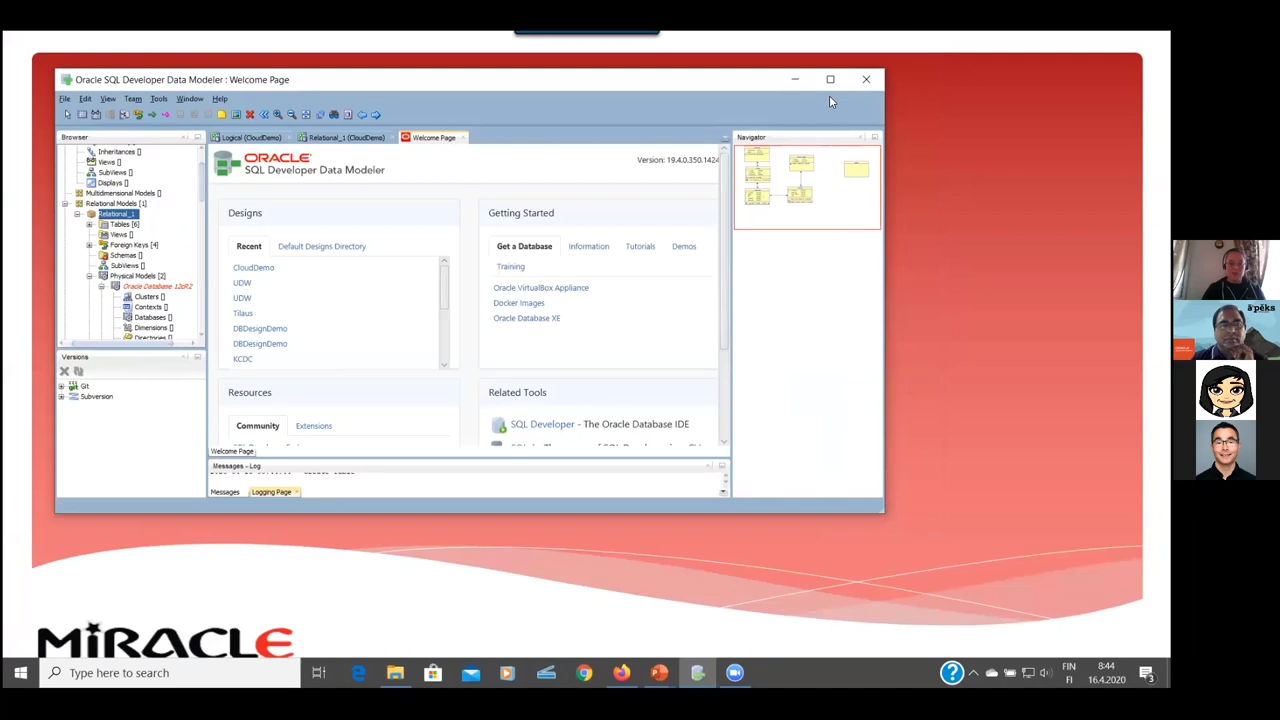 Oracle SQL Developer Data Modeler : Welcome Page
File Edit View Team Tools Window Help
Browser
Inheritances []
Views []
SubViews []
Displays []
Multidimensional Models []
Relational Models [1]
Relational_1
Tables [6]
Views []
Foreign Keys [4]
Schemas []
SubViews []
Physical Models [2]
Oracle Database 12cR2
Clusters []
Contexts []
Databases []
Dimensions []
Directories []
Versions
Git
Subversion
Logical (CloudDemo) Relational_1 (CloudDemo) Welcome Page
ORACLE
SQL Developer Data Modeler
Version: 19.4.0.350.1424
Designs
Recent Default Designs Directory
CloudDemo
UDW
UDW
Tilaus
DBDesignDemo
DBDesignDemo
KCDC
Getting Started
Get a Database Information Tutorials Demos
Training
Oracle VirtualBox Appliance
Docker Images
Oracle Database XE
Resources
Community Extensions
Related Tools
SQL Developer - The Oracle Database IDE
Welcome Page
Messages - Log
Messages Logging Page
Navigator
ä'pěks
MIRACLE
Type here to search
FIN
FI
8:44
16.4.2020
3